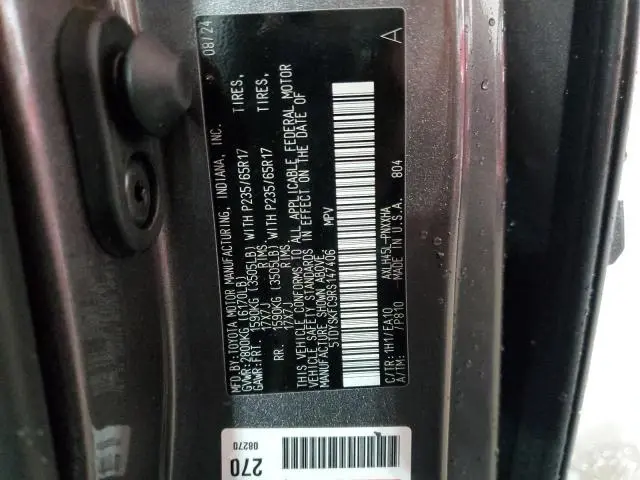 MFD.BY:TOYOTA MOTOR MANUFACTURING, INDIANA, INC. 08/24
GVWR:2800KG (6170LB)
GAWR:FRT. 1590KG (3505LB) WITH P235/65R17 TIRES,
17X7J RIMS
RR. 1590KG (3505LB) WITH P235/65R17 TIRES,
17X7J RIMS
THIS VEHICLE CONFORMS TO ALL APPLICABLE FEDERAL MOTOR
VEHICLE SAFETY STANDARDS IN EFFECT ON THE DATE OF
MANUFACTURE SHOWN ABOVE.
5TDYSKFC9RS147406 MPV
C/TR:1H1/EA10 AXLH45L-PNXXHA A
A/TM: /P810 MADE IN U.S.A. 804
270
08270